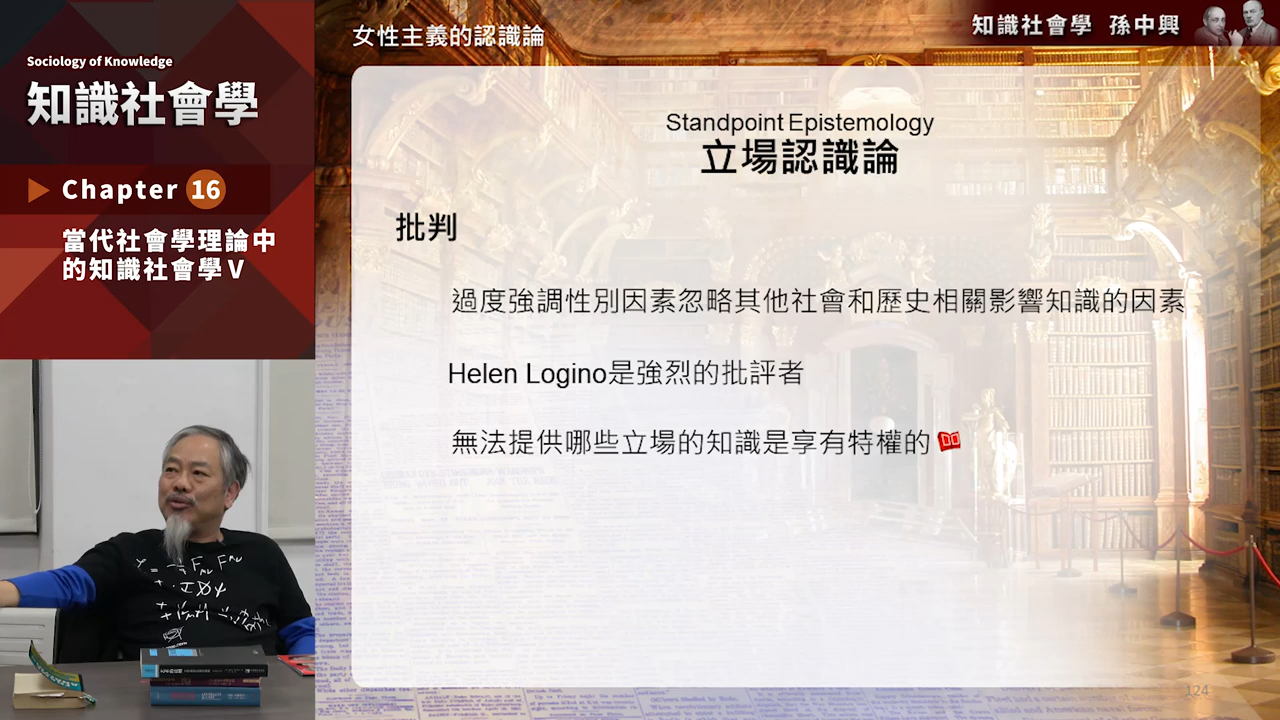 Sociology of Knowledge
知識社會學
Chapter 16
當代社會學理論中
的知識社會學 V
女性主義的認識論
知識社會學 孫中興
Standpoint Epistemology
立場認識論
批判
過度強調性別因素忽略其他社會和歷史相關影響知識的因素
Helen Logino是強烈的批評者
無法提供哪些立場的知識是享有特權的
124